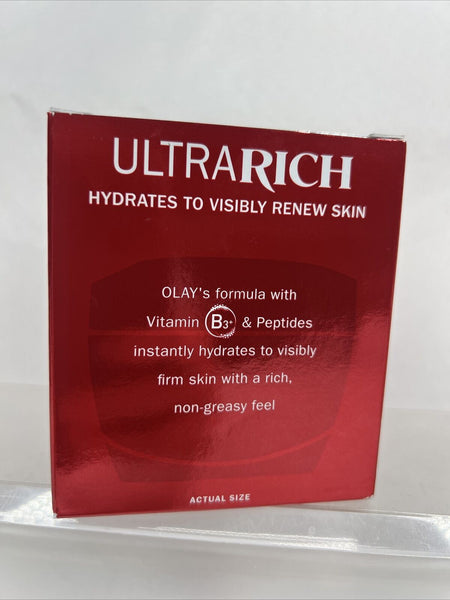 ULTRARICH
HYDRATES TO VISIBLY RENEW SKIN
OLAY's formula with
Vitamin B3+ & Peptides
instantly hydrates to visibly
firm skin with a rich,
non-greasy feel
ACTUAL SIZE